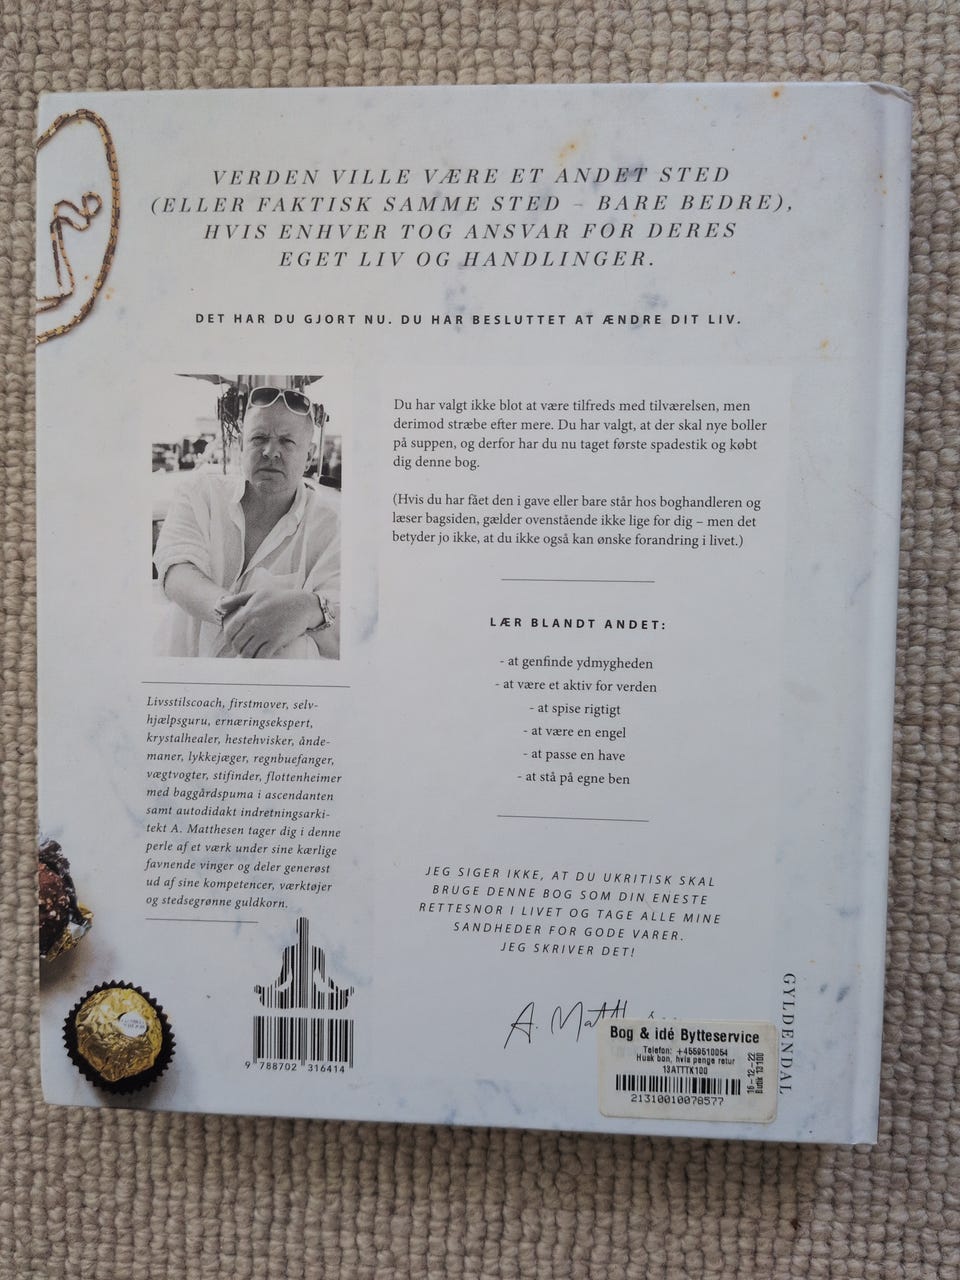 VERDEN VILLE VÆRE ET ANDET STED
(ELLER FAKTISK SAMME STED – BARE BEDRE),
HVIS ENHVER TOG ANSVAR FOR DERES
EGET LIV OG HANDLINGER.
DET HAR DU GJORT NU. DU HAR BESLUTTET AT ÆNDRE DIT LIV.
Du har valgt ikke blot at være tilfreds med tilværelsen, men
derimod stræbe efter mere. Du har valgt, at der skal nye boller
på suppen, og derfor har du nu taget første spadestik og købt
dig denne bog.
(Hvis du har fået den i gave eller bare står hos boghandleren og
læser bagsiden, gælder ovenstående ikke lige for dig – men det
betyder jo ikke, at du ikke også kan ønske forandring i livet.)
LÆR BLANDT ANDET:
- at genfinde ydmygheden
- at være et aktiv for verden
- at spise rigtigt
- at være en engel
- at passe en have
- at stå på egne ben
Livsstilscoach, firstmover, selv-
hjælpsguru, ernæringsekspert,
krystalhealer, hestehvisker, ånde-
maner, lykkejæger, regnbuefanger,
vægtvogter, stifinder, flottenheimer
med baggårdspuma i ascendanten
samt autodidakt indretningsarki-
tekt A. Matthesen tager dig i denne
perle af et værk under sine kærlige
favnende vinger og deler generøst
ud af sine kompetencer, værktøjer
og stedsegrønne guldkorn.
JEG SIGER IKKE, AT DU UKRITISK SKAL
BRUGE DENNE BOG SOM DIN ENESTE
RETTESNOR I LIVET OG TAGE ALLE MINE
SANDHEDER FOR GODE VARER.
JEG SKRIVER DET!
A.
9 788702 316414
Bog & idé Bytteservice
Telefon: +4559510054
Husk bon, hvis penge retur
13ATTTK100
21310010078577
16-12-22
Butik 13100
GYLDENDAL